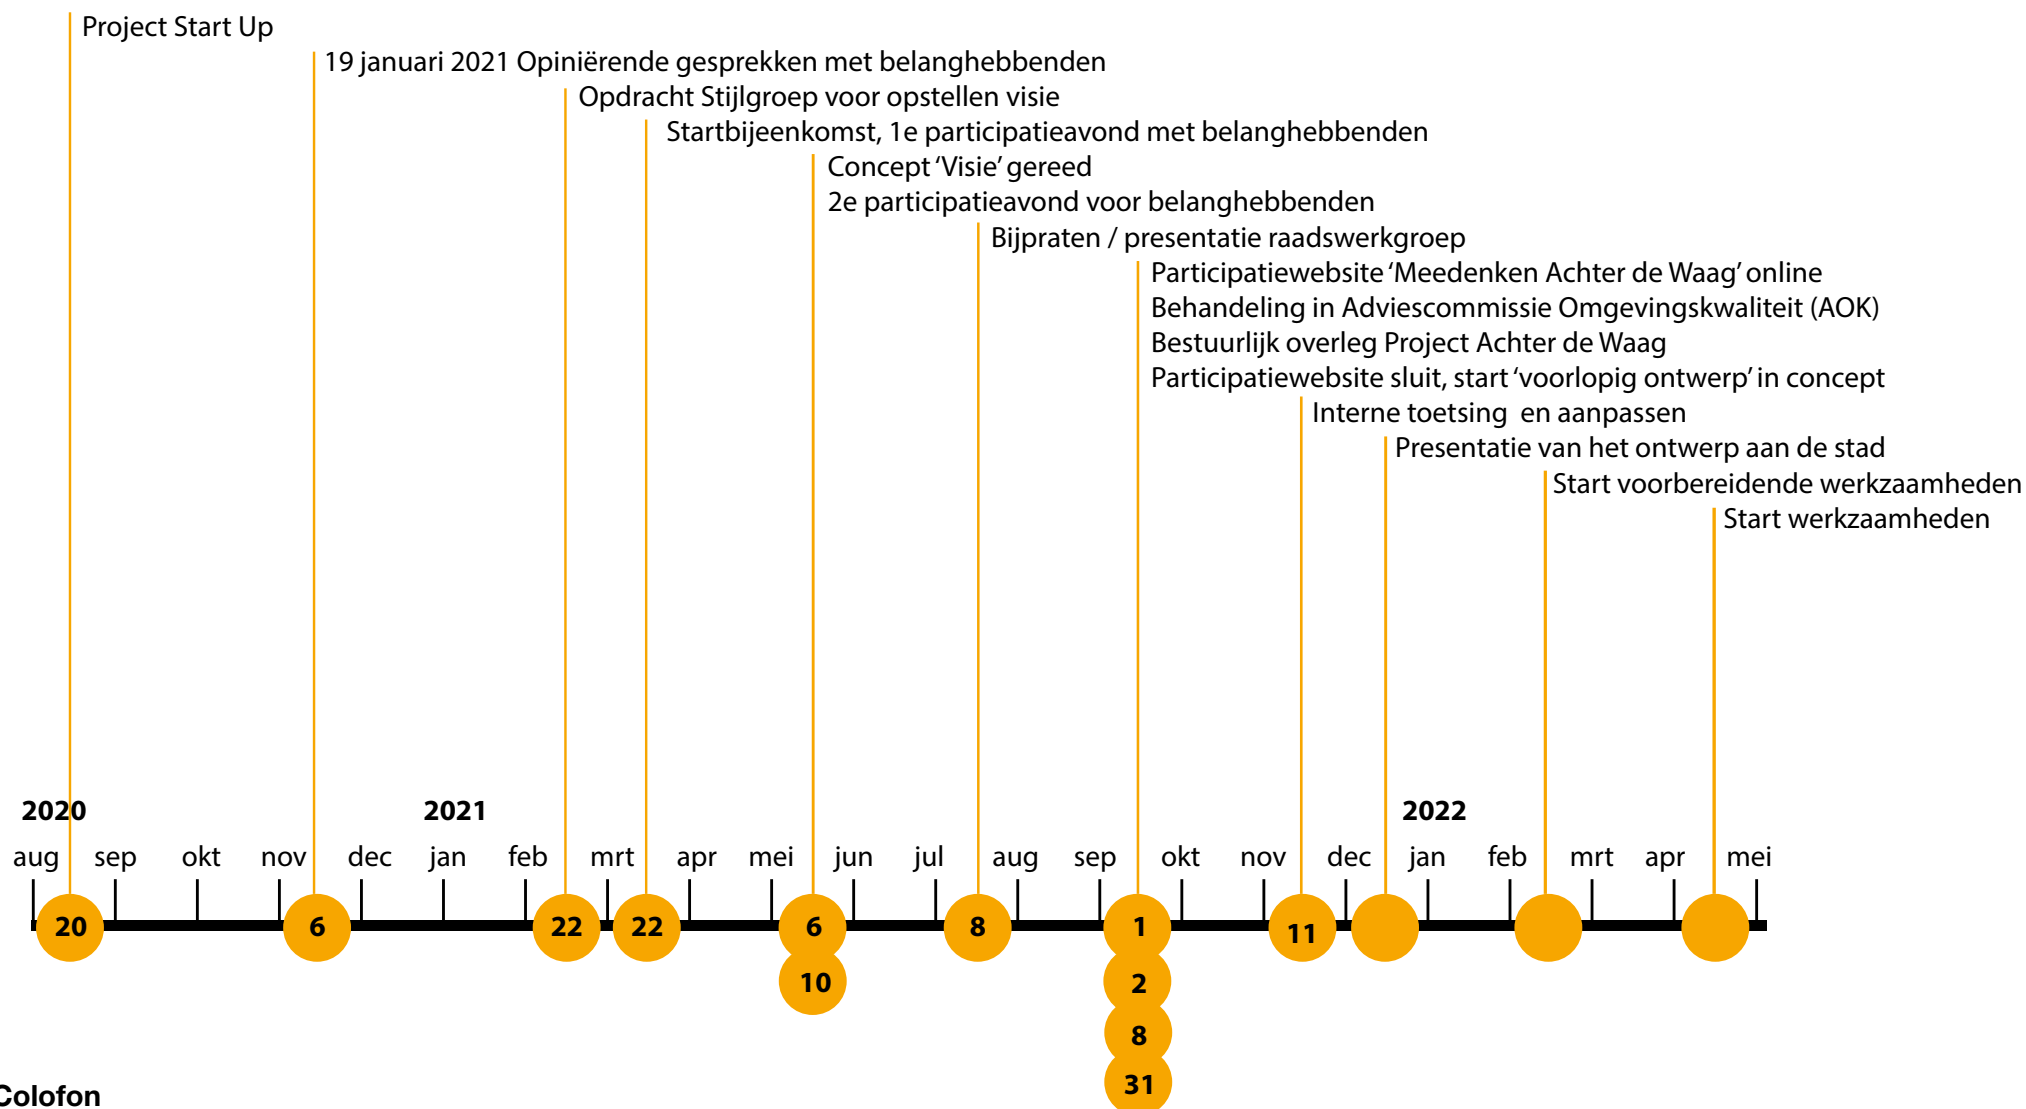 Project Start Up
19 januari 2021 Opiniërende gesprekken met belanghebbenden
Opdracht Stijlgroep voor opstellen visie
Startbijeenkomst, 1e participatieavond met belanghebbenden
Concept ‘Visie’ gereed
2e participatieavond voor belanghebbenden
Bijpraten / presentatie raadswerkgroep
Participatiewebsite ‘Meedenken Achter de Waag’ online
Behandeling in Adviescommissie Omgevingskwaliteit (AOK)
Bestuurlijk overleg Project Achter de Waag
Participatiewebsite sluit, start ‘voorlopig ontwerp’ in concept
Interne toetsing en aanpassen
Presentatie van het ontwerp aan de stad
Start voorbereidende werkzaamheden
Start werkzaamheden
2020 2021 2022
aug sep okt nov dec jan feb mrt apr mei jun jul aug sep okt nov dec jan feb mrt apr mei
20 6 22 22 6 8 1 11
10 2
8
31
Colofon